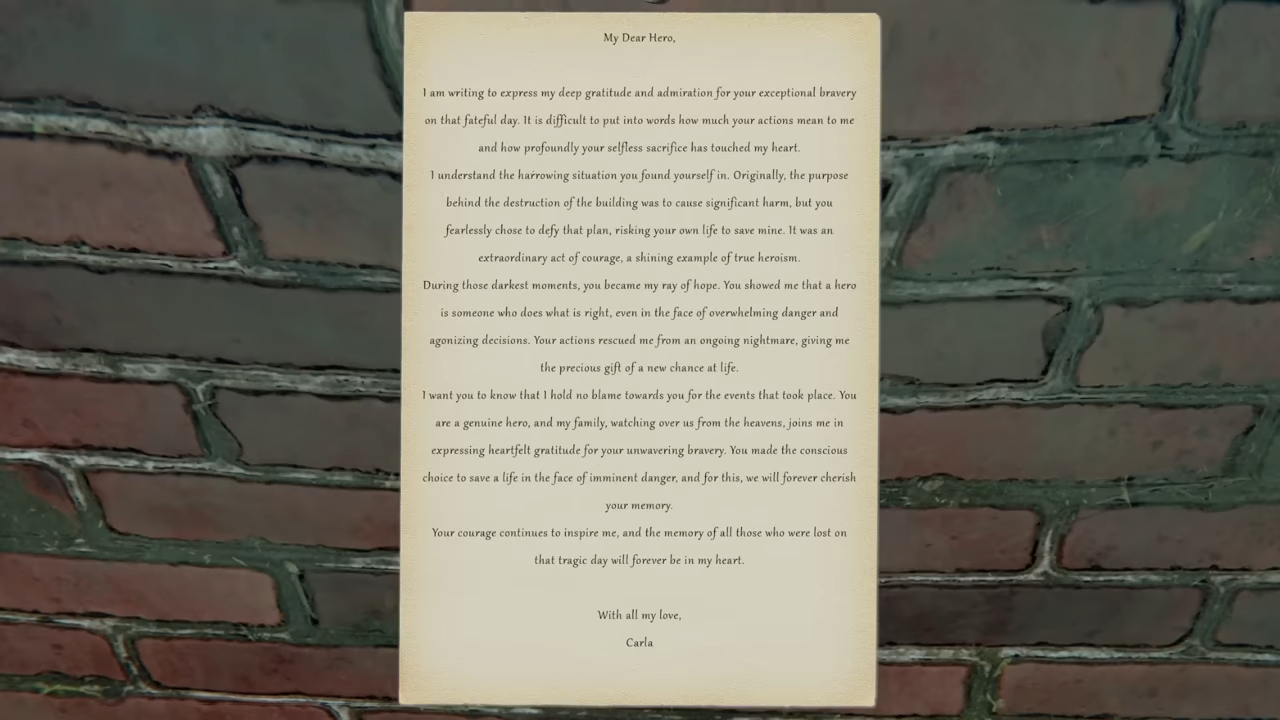 My Dear Hero,
I am writing to express my deep gratitude and admiration for your exceptional bravery
on that fateful day. It is difficult to put into words how much your actions mean to me
and how profoundly your selfless sacrifice has touched my heart.
I understand the harrowing situation you found yourself in. Originally, the purpose
behind the destruction of the building was to cause significant harm, but you
fearlessly chose to defy that plan, risking your own life to save mine. It was an
extraordinary act of courage, a shining example of true heroism.
During those darkest moments, you became my ray of hope. You showed me that a hero
is someone who does what is right, even in the face of overwhelming danger and
agonizing decisions. Your actions rescued me from an ongoing nightmare, giving me
the precious gift of a new chance at life.
I want you to know that I hold no blame towards you for the events that took place. You
are a genuine hero, and my family, watching over us from the heavens, joins me in
expressing heartfelt gratitude for your unwavering bravery. You made the conscious
choice to save a life in the face of imminent danger, and for this, we will forever cherish
your memory.
Your courage continues to inspire me, and the memory of all those who were lost on
that tragic day will forever be in my heart.
With all my love,
Carla